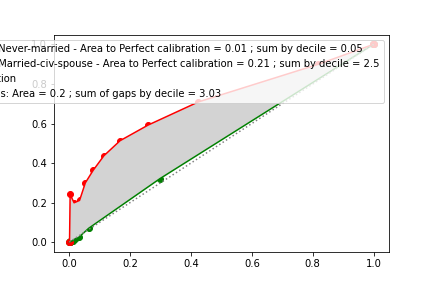 Never-married - Area to Perfect calibration = 0.01 ; sum by decile = 0.05
Married-civ-spouse - Area to Perfect calibration = 0.21 ; sum by decile = 2.5
tion
s: Area = 0.2 ; sum of gaps by decile = 3.03
1.0
0.8
0.6
0.4
0.2
0.0
0.0 0.2 0.4 0.6 0.8 1.0